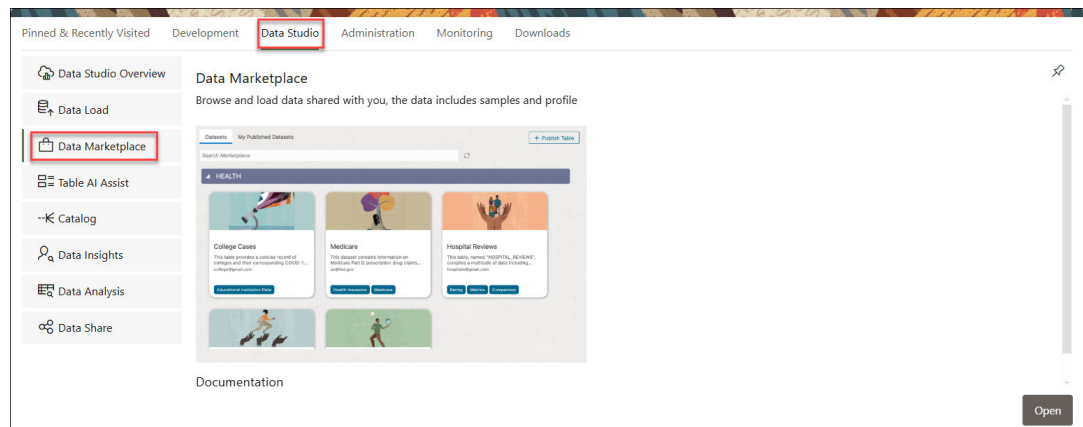 Pinned & Recently Visited Development Data Studio Administration Monitoring Downloads
Data Studio Overview
Data Load
Data Marketplace
Table AI Assist
Catalog
Data Insights
Data Analysis
Data Share
Data Marketplace
Browse and load data shared with you, the data includes samples and profile
Datasets My Published Datasets + Publish Table
Search Marketplace
HEALTH
College Cases
This table provides a concise record of
colleges and their corresponding COVID-1...
college@gmail.com
Educational Institution Data
Medicare
This dataset contains information on
Medicare Part D prescription drug claims...
us@fed.gov
Health Insurance Medicare
Hospital Reviews
This table, named "HOSPITAL_REVIEWS",
compiles a multitude of data including...
hospitals@gmail.com
Rating Metrics Comparison
Documentation
Open